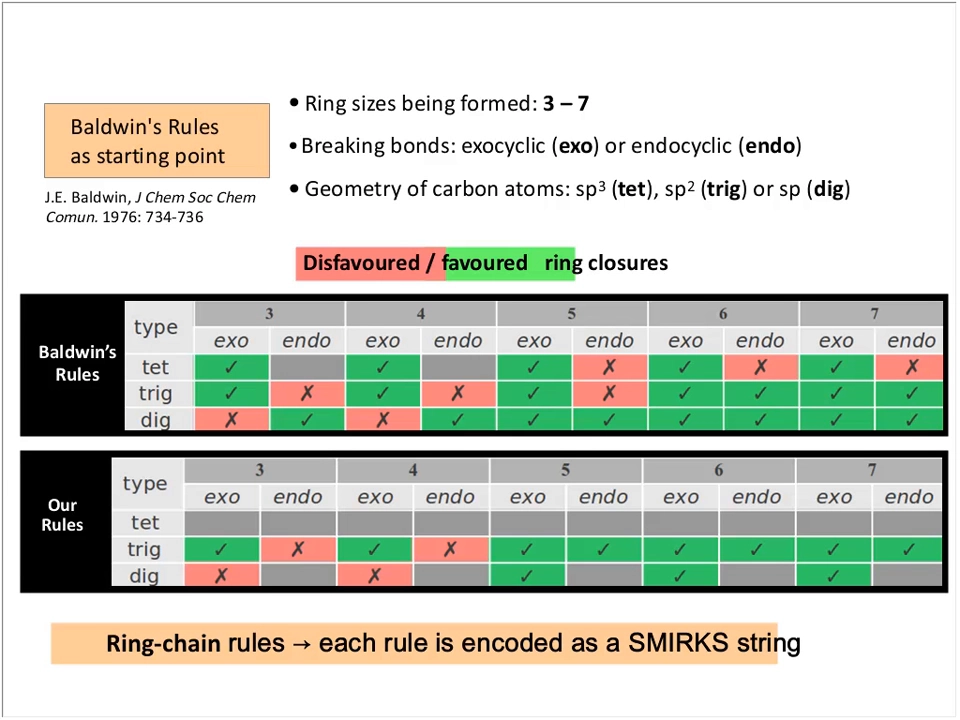 Baldwin's Rules
as starting point
J.E. Baldwin, J Chem Soc Chem
Comun. 1976: 734-736
• Ring sizes being formed: 3 – 7
• Breaking bonds: exocyclic (exo) or endocyclic (endo)
• Geometry of carbon atoms: sp³ (tet), sp² (trig) or sp (dig)
Disfavoured / favoured ring closures
Baldwin's
Rules
type 3 4 5 6 7
exo endo exo endo exo endo exo endo exo endo
tet ✓ ✓ ✓ ✗ ✓ ✗ ✓ ✗
trig ✓ ✗ ✓ ✗ ✓ ✗ ✓ ✓ ✓ ✓
dig ✗ ✓ ✗ ✓ ✓ ✓ ✓ ✓ ✓ ✓
Our
Rules
type 3 4 5 6 7
exo endo exo endo exo endo exo endo exo endo
tet
trig ✓ ✗ ✓ ✗ ✓ ✓ ✓ ✓ ✓ ✓
dig ✗ ✗ ✓ ✓ ✓
Ring-chain rules → each rule is encoded as a SMIRKS string